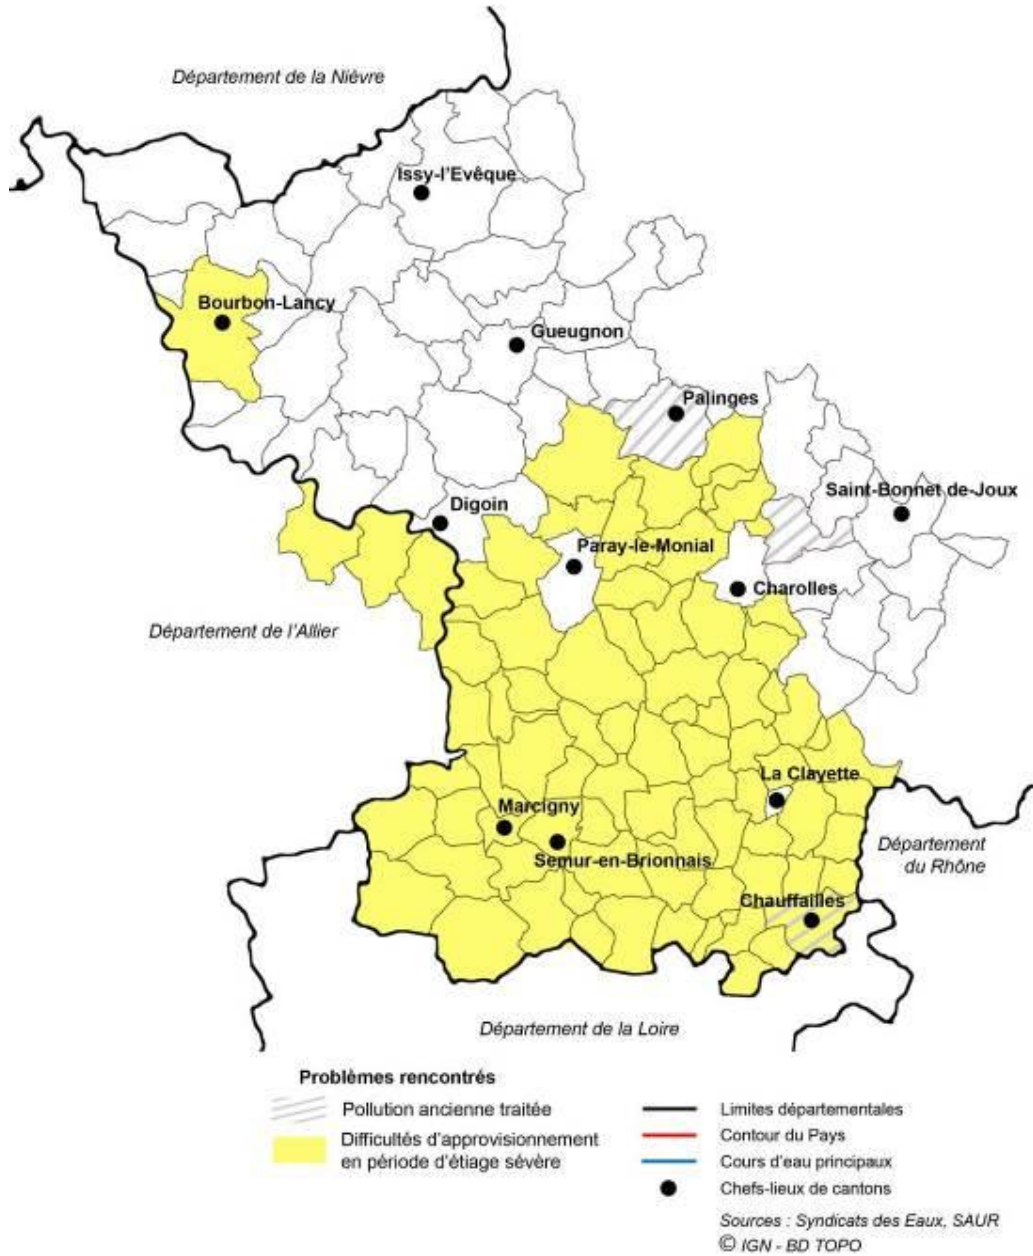 Département de la Nièvre
Issy-l'Evêque
Bourbon-Lancy
Gueugnon
Palinges
Saint-Bonnet de-Joux
Digoin
Paray-le-Monial
Charolles
Département de l'Allier
La Clayette
Marcigny
Semur-en-Brionnais
Département
du Rhône
Chauffailles
Département de la Loire
Problèmes rencontrés
Pollution ancienne traitée
Difficultés d'approvisionnement
en période d'étiage sévère
Limites départementales
Contour du Pays
Cours d'eau principaux
Chefs-lieux de cantons
Sources : Syndicats des Eaux, SAUR
© IGN - BD TOPO